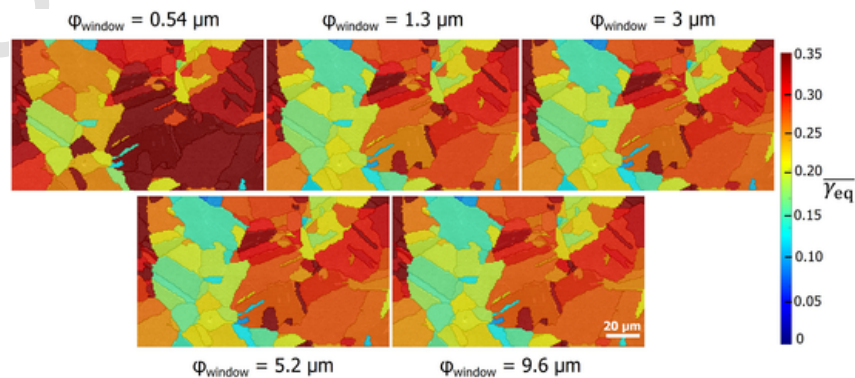 φwindow = 0.54 µm φwindow = 1.3 µm φwindow = 3 µm
0.35
0.30
0.25
0.20
γeq
0.15
0.10
0.05
0
20 µm
φwindow = 5.2 µm φwindow = 9.6 µm